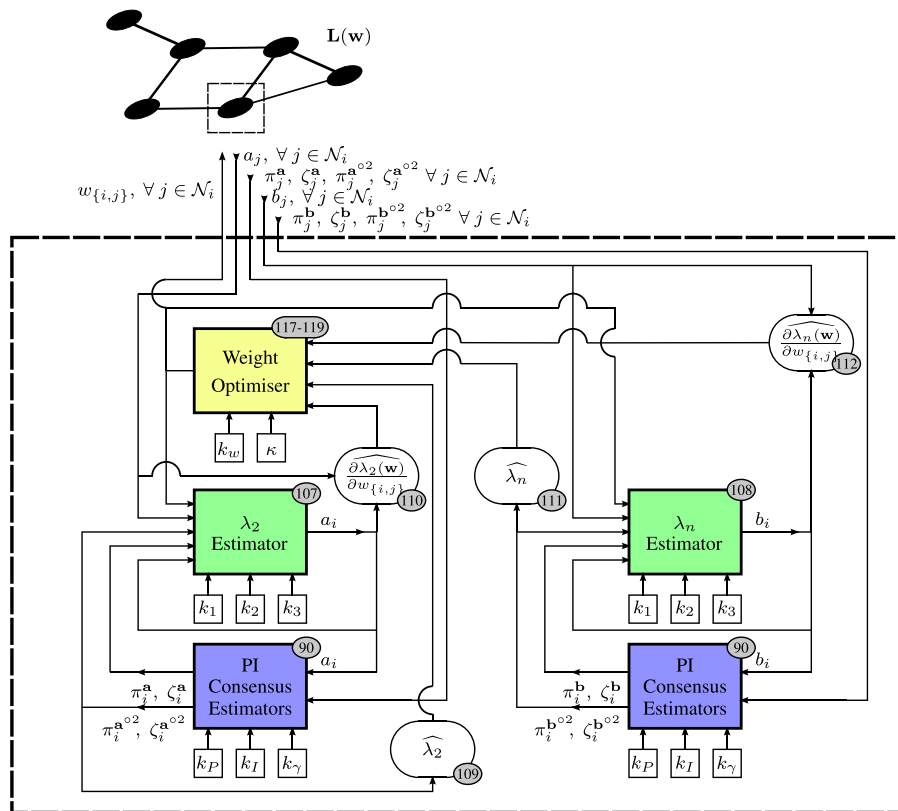 L(w)
a_j, ∀ j ∈ N_i
w_{i,j}, ∀ j ∈ N_i
π_j^a, ζ_j^a, π_j^{a°2}, ζ_j^{a°2} ∀ j ∈ N_i
b_j, ∀ j ∈ N_i
π_j^b, ζ_j^b, π_j^{b°2}, ζ_j^{b°2} ∀ j ∈ N_i
117-119
Weight
Optimiser
∂λ_n(w)
∂w_{i,j}
112
k_w κ
∂λ_2(w)
∂w_{i,j}
110
λ_n
111
107
λ_2
Estimator
a_i
108
λ_n
Estimator
b_i
k_1 k_2 k_3
k_1 k_2 k_3
90
PI
Consensus
Estimators
a_i
π_i^a, ζ_i^a
π_i^{a°2}, ζ_i^{a°2}
90
PI
Consensus
Estimators
b_i
π_i^b, ζ_i^b
π_i^{b°2}, ζ_i^{b°2}
k_P k_I k_γ
λ_2
109
k_P k_I k_γ